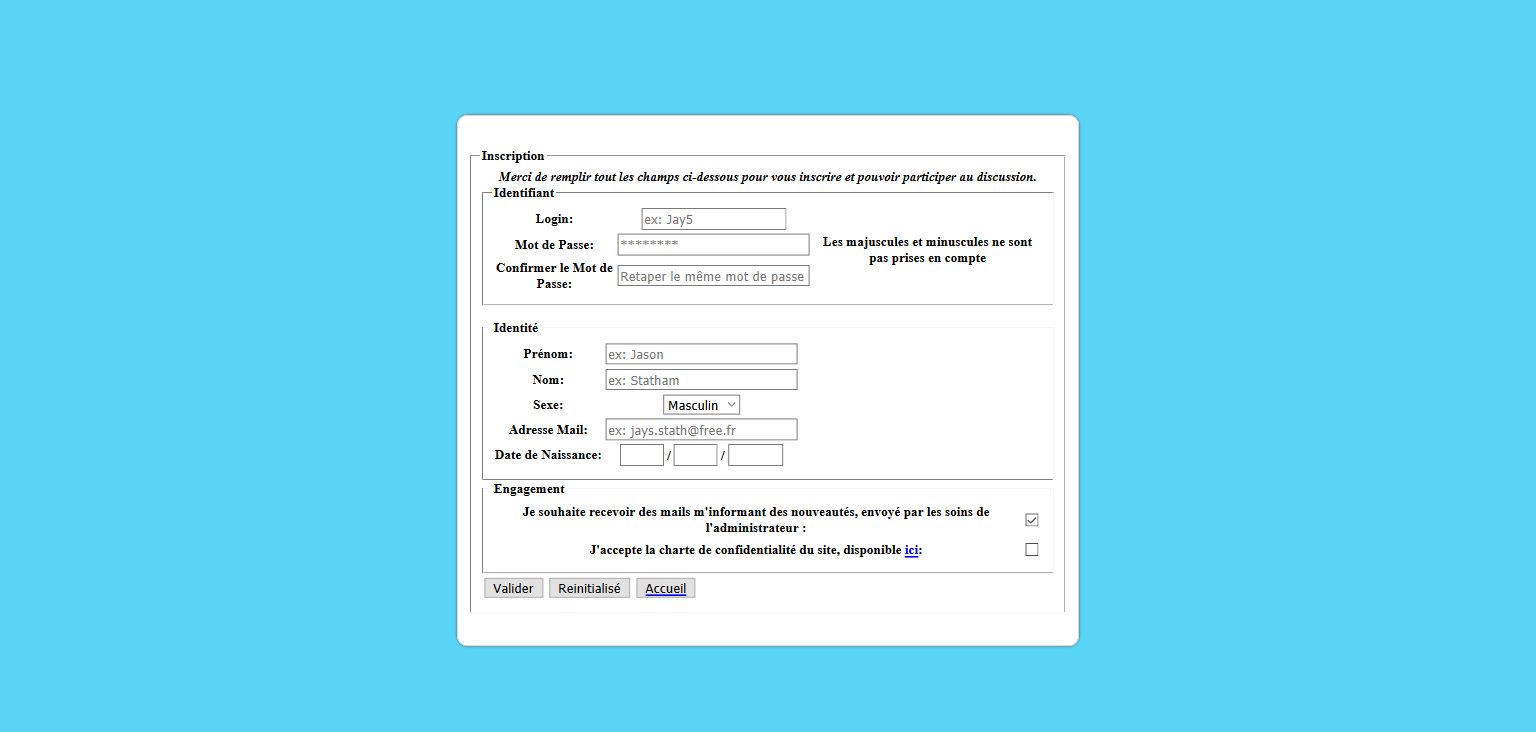 Inscription
Merci de remplir tout les champs ci-dessous pour vous inscrire et pouvoir participer au discussion.
Identifiant
Login:
ex: Jay5
Mot de Passe:
********
Les majuscules et minuscules ne sont
pas prises en compte
Confirmer le Mot de
Passe:
Retaper le même mot de passe
Identité
Prénom:
ex: Jason
Nom:
ex: Statham
Sexe:
Masculin
Adresse Mail:
ex: jays.stath@free.fr
Date de Naissance:
/ /
Engagement
Je souhaite recevoir des mails m'informant des nouveautés, envoyé par les soins de
l'administrateur :
J'accepte la charte de confidentialité du site, disponible ici:
Valider Reinitialisé Accueil